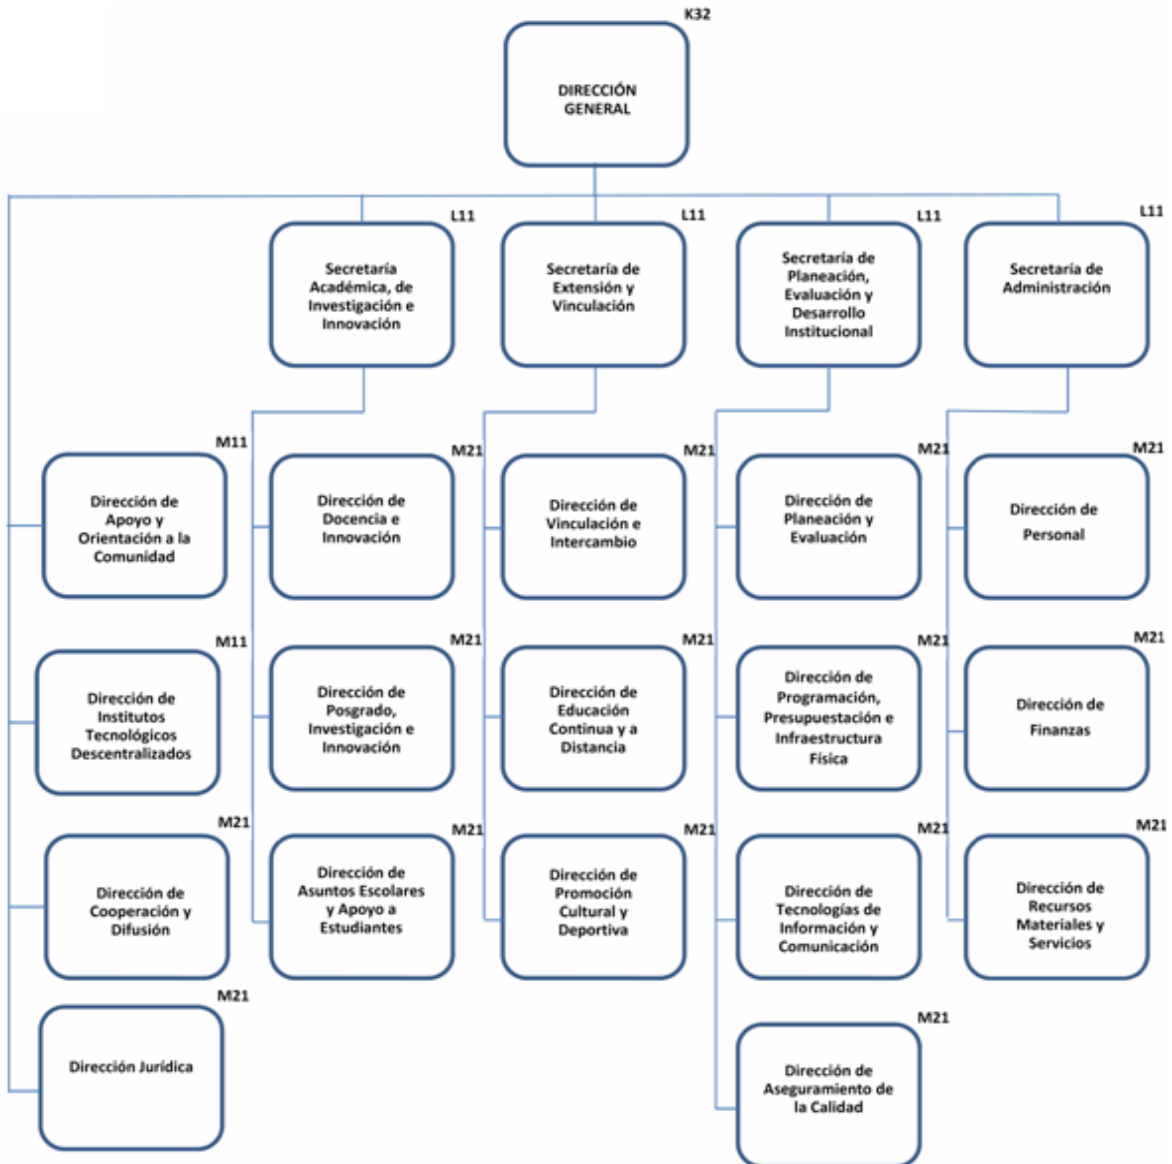 K32
DIRECCIÓN
GENERAL
L11
Secretaría
Académica, de
Investigación e
Innovación
L11
Secretaría de
Extensión y
Vinculación
L11
Secretaría de
Planeación,
Evaluación y
Desarrollo
Institucional
L11
Secretaría de
Administración
M11
Dirección de
Apoyo y
Orientación a la
Comunidad
M21
Dirección de
Docencia e
Innovación
M21
Dirección de
Vinculación e
Intercambio
M21
Dirección de
Planeación y
Evaluación
M21
Dirección de
Personal
M11
Dirección de
Institutos
Tecnológicos
Descentralizados
M21
Dirección de
Posgrado,
Investigación e
Innovación
M21
Dirección de
Educación
Continua y a
Distancia
M21
Dirección de
Programación,
Presupuestación e
Infraestructura
Física
M21
Dirección de
Finanzas
M21
Dirección de
Cooperación y
Difusión
M21
Dirección de
Asuntos Escolares
y Apoyo a
Estudiantes
M21
Dirección de
Promoción
Cultural y
Deportiva
M21
Dirección de
Tecnologías de
Información y
Comunicación
M21
Dirección de
Recursos
Materiales y
Servicios
M21
Dirección Jurídica
M21
Dirección de
Aseguramiento de
la Calidad